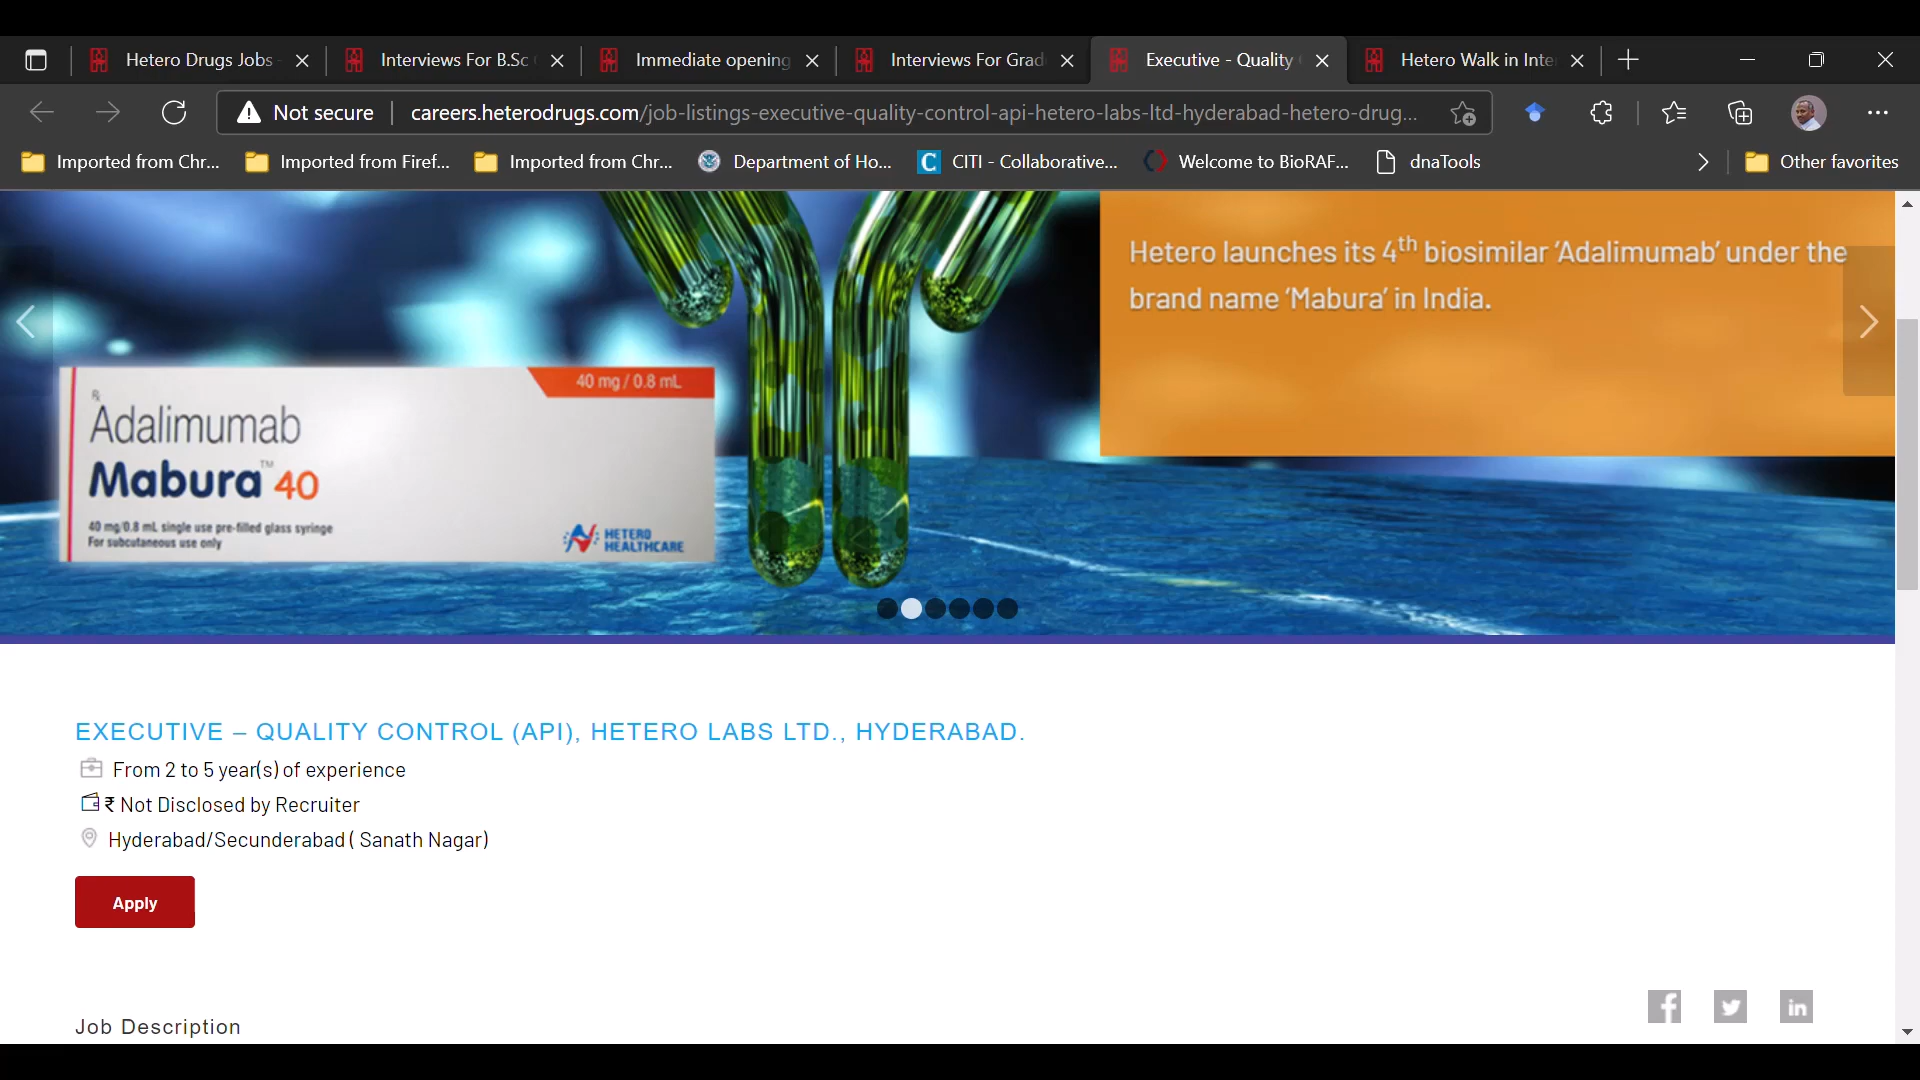 Hetero Drugs Jobs -
Interviews For B.Sc
Immediate opening
Interviews For Grad
Executive - Quality
Hetero Walk in Inte
Not secure
careers.heterodrugs.com/job-listings-executive-quality-control-api-hetero-labs-ltd-hyderabad-hetero-drug...
Imported from Chr...
Imported from Firef...
Imported from Chr...
Department of Ho...
CITI - Collaborative...
Welcome to BioRAF...
dnaTools
Other favorites
Hetero launches its 4th biosimilar 'Adalimumab' under the
brand name 'Mabura' in India.
40 mg / 0.8 mL
Adalimumab
Mabura™ 40
40 mg/0.8 mL single use pre-filled glass syringe
For subcutaneous use only
HETERO
HEALTHCARE
EXECUTIVE – QUALITY CONTROL (API), HETERO LABS LTD., HYDERABAD.
From 2 to 5 year(s) of experience
₹ Not Disclosed by Recruiter
Hyderabad/Secunderabad ( Sanath Nagar)
Apply
Job Description